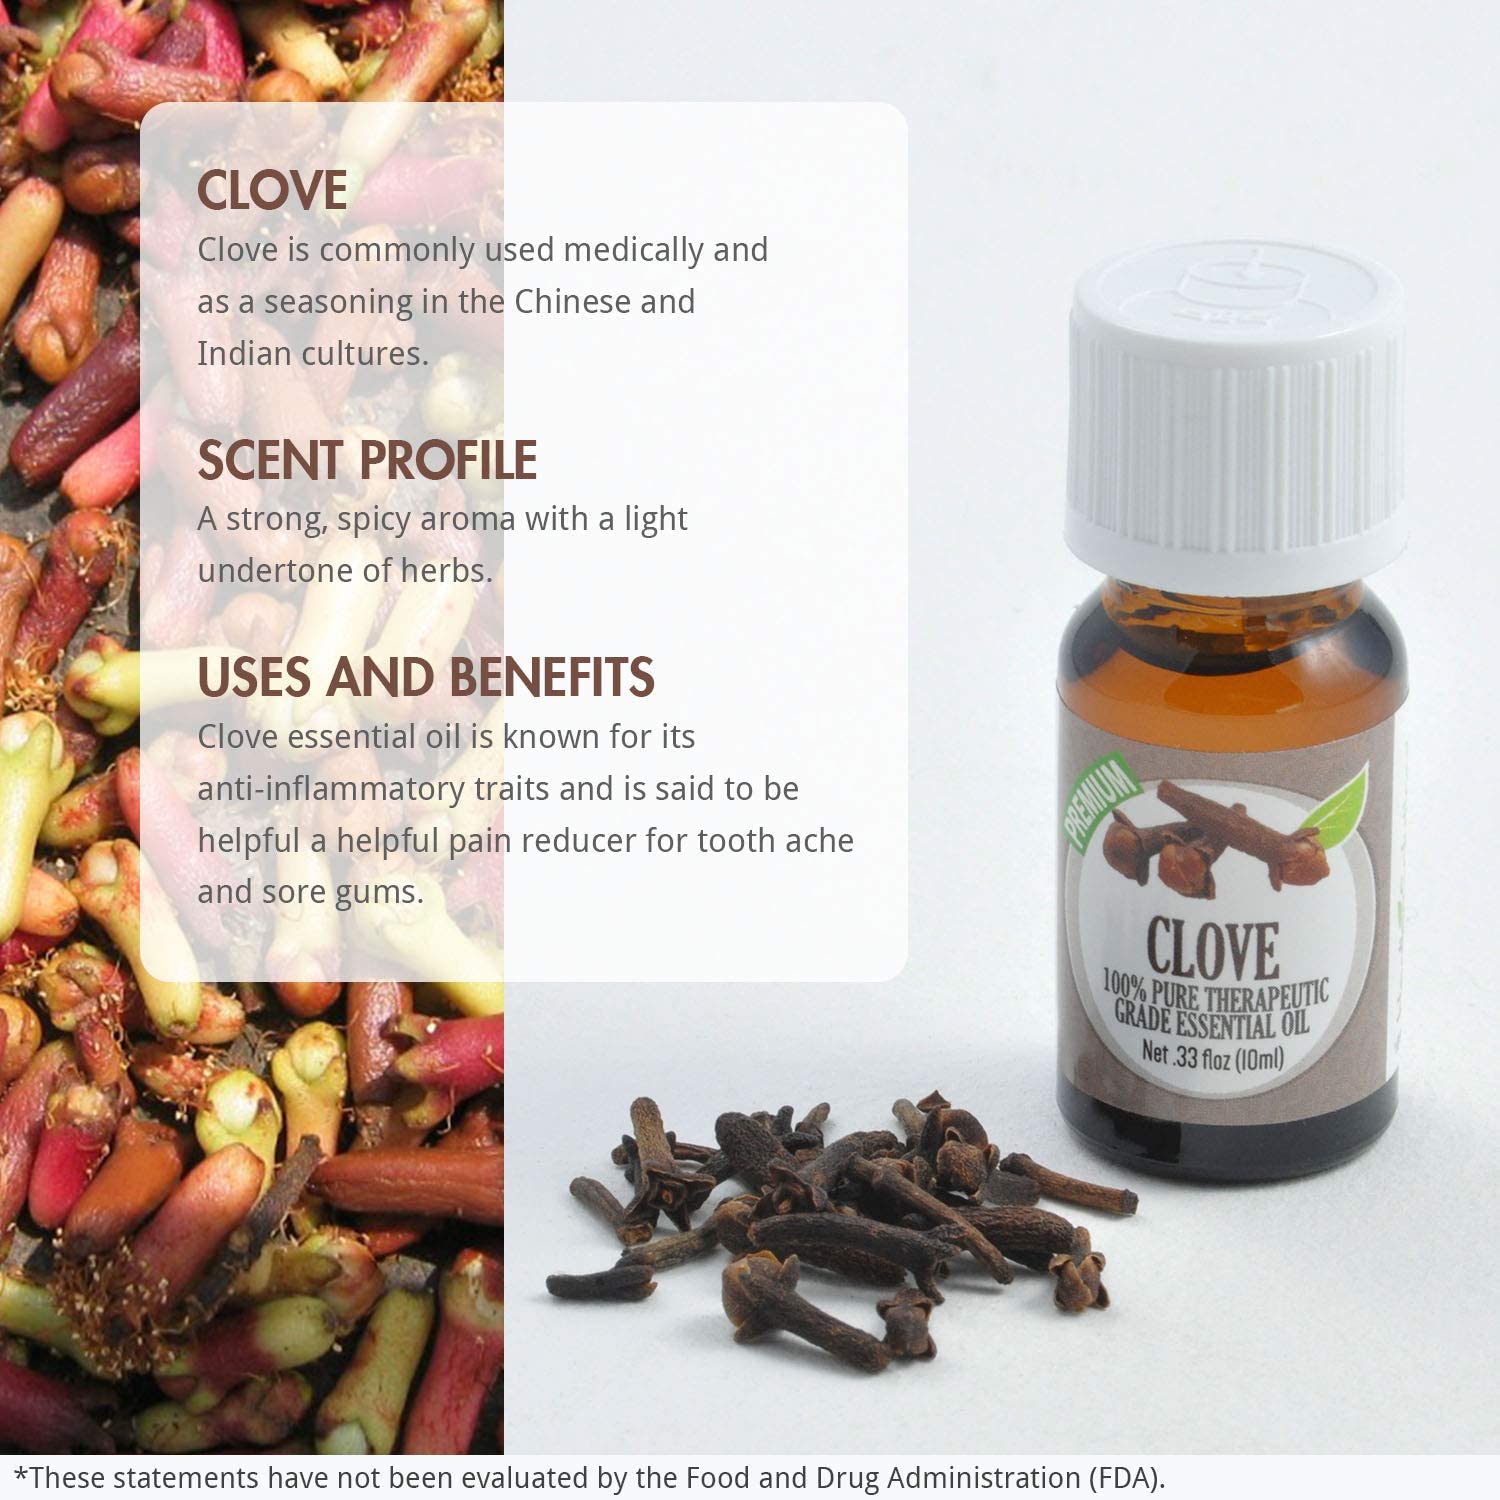 CLOVE
Clove is commonly used medically and
as a seasoning in the Chinese and
Indian cultures.
SCENT PROFILE
A strong, spicy aroma with a light
undertone of herbs.
USES AND BENEFITS
Clove essential oil is known for its
anti-inflammatory traits and is said to be
helpful a helpful pain reducer for tooth ache
and sore gums.
PREMIUM
CLOVE
100% PURE THERAPEUTIC
GRADE ESSENTIAL OIL
Net .33 floz (10ml)
*These statements have not been evaluated by the Food and Drug Administration (FDA).